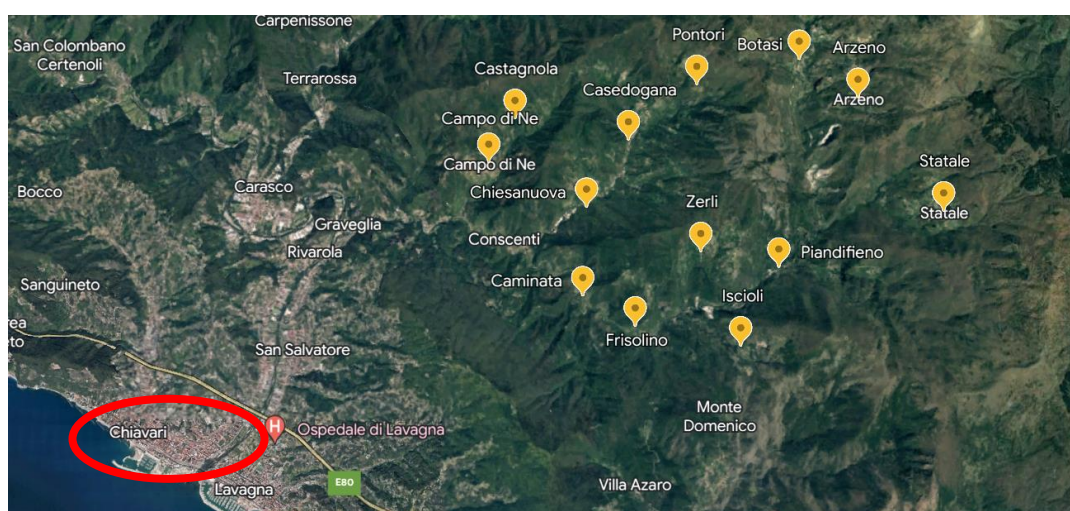 Carpenissone
San Colombano
Certenoli
Terrarossa
Castagnola
Pontori
Botasi
Arzeno
Casedogana
Arzeno
Campo di Ne
Campo di Ne
Bocco
Carasco
Chiesanuova
Zerli
Statale
Statale
Graveglia
Rivarola
Conscenti
Piandifieno
Sanguineto
Caminata
Iscioli
rea
to
San Salvatore
Frisolino
Monte
Domenico
Chiavari
H
Ospedale di Lavagna
E80
Lavagna
Villa Azaro